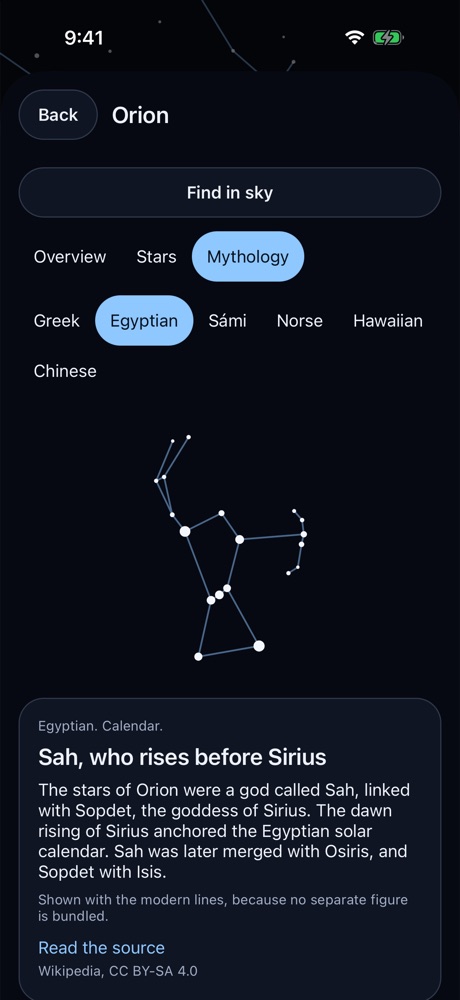 9:41
Back
Orion
Find in sky
Overview Stars Mythology
Greek Egyptian Sámi Norse Hawaiian
Chinese
Egyptian. Calendar.
Sah, who rises before Sirius
The stars of Orion were a god called Sah, linked
with Sopdet, the goddess of Sirius. The dawn
rising of Sirius anchored the Egyptian solar
calendar. Sah was later merged with Osiris, and
Sopdet with Isis.
Shown with the modern lines, because no separate figure
is bundled.
Read the source
Wikipedia, CC BY-SA 4.0